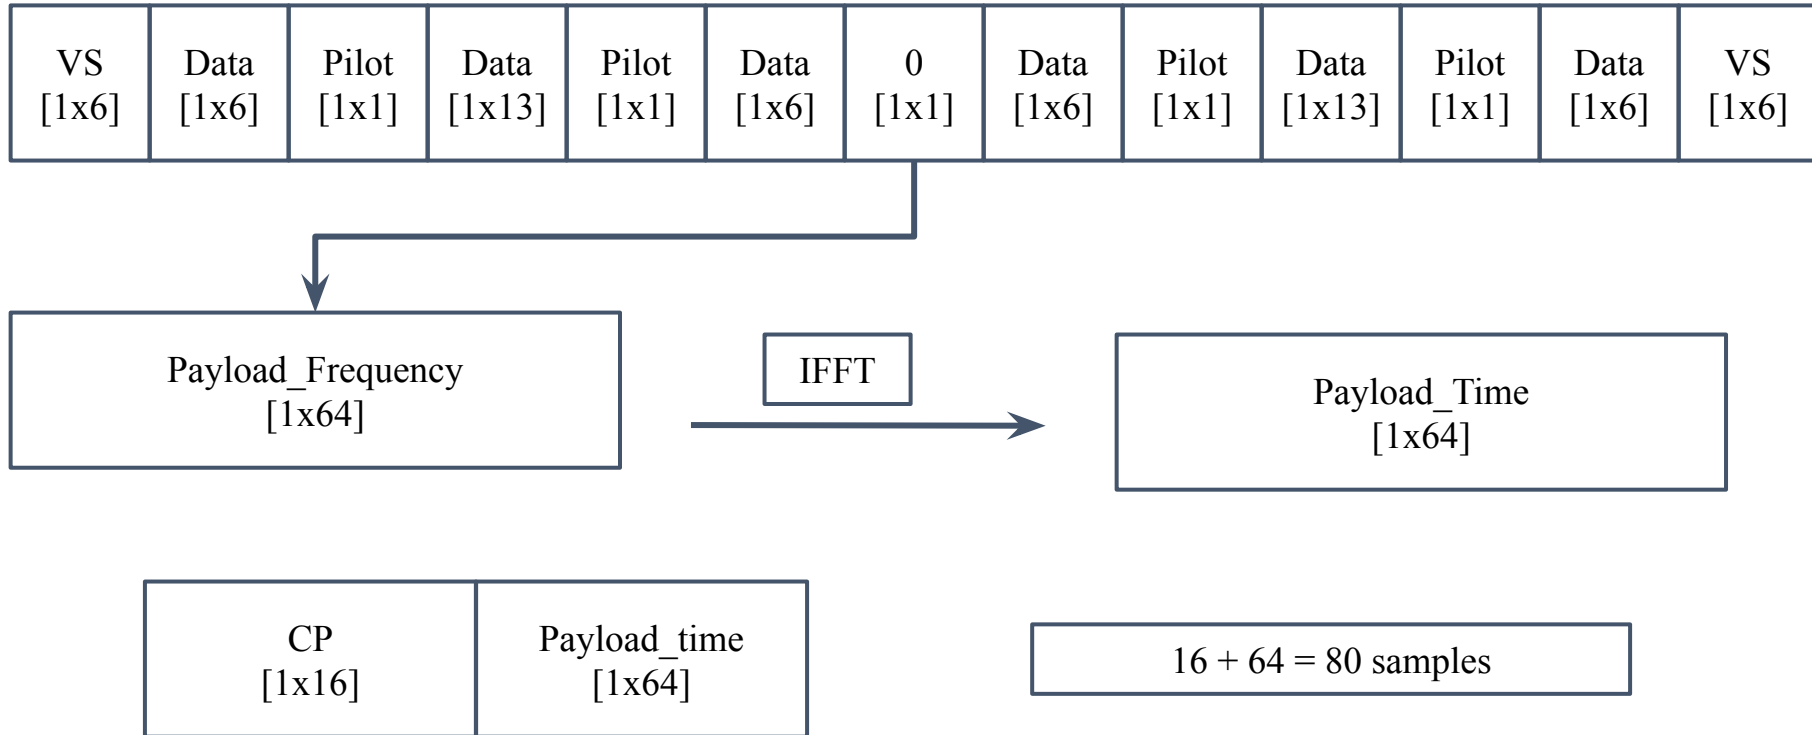 VS
[1x6]
Data
[1x6]
Pilot
[1x1]
Data
[1x13]
Pilot
[1x1]
Data
[1x6]
0
[1x1]
Data
[1x6]
Pilot
[1x1]
Data
[1x13]
Pilot
[1x1]
Data
[1x6]
VS
[1x6]
Payload_Frequency
[1x64]
IFFT
Payload_Time
[1x64]
CP
[1x16]
Payload_time
[1x64]
16 + 64 = 80 samples